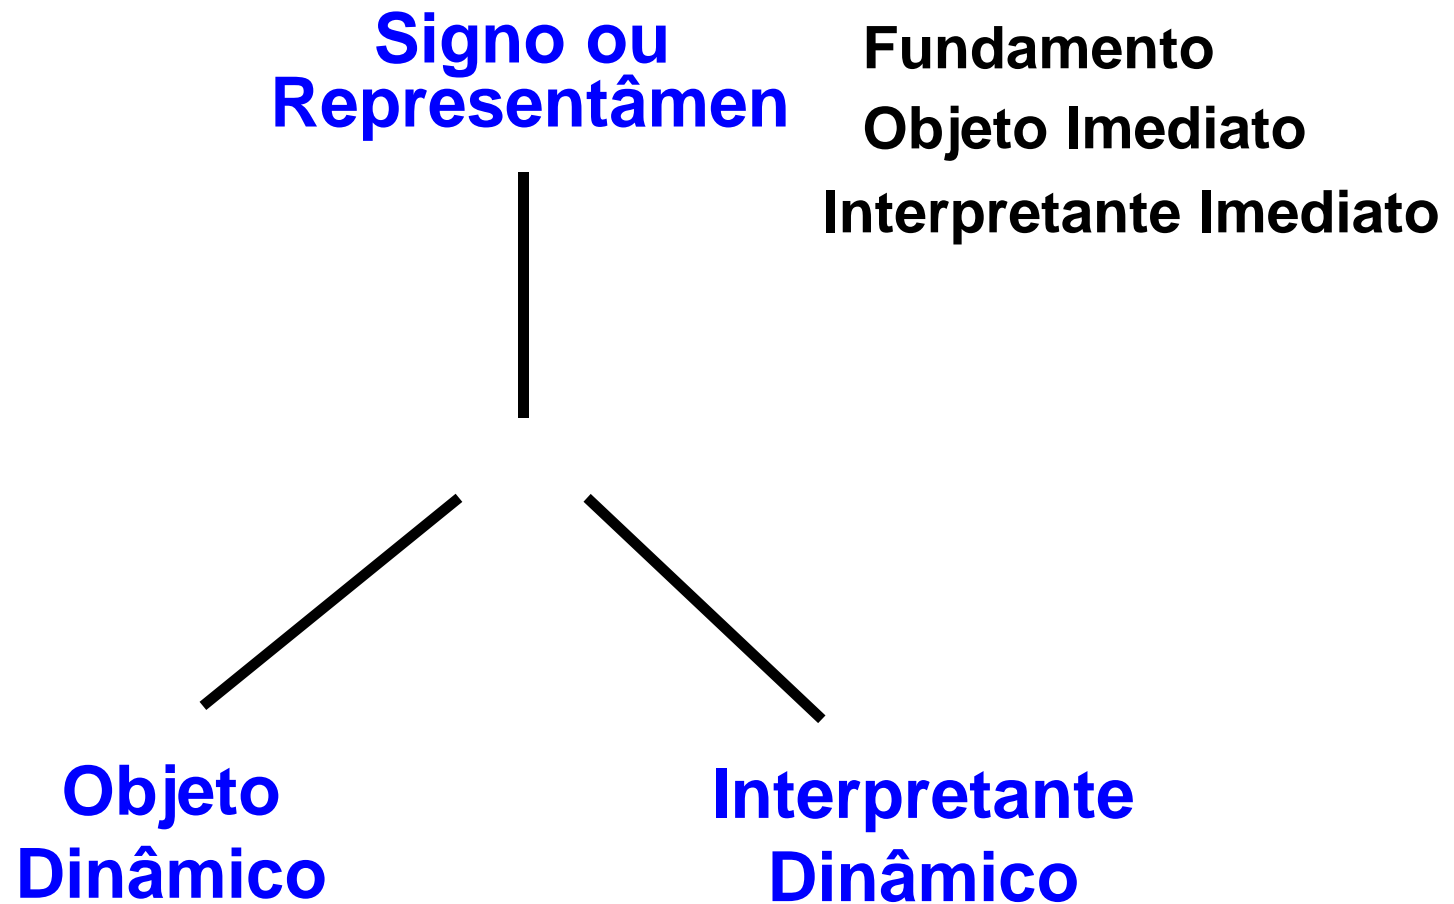 Signo ou
Representâmen
Fundamento
Objeto Imediato
Interpretante Imediato
Objeto
Dinâmico
Interpretante
Dinâmico